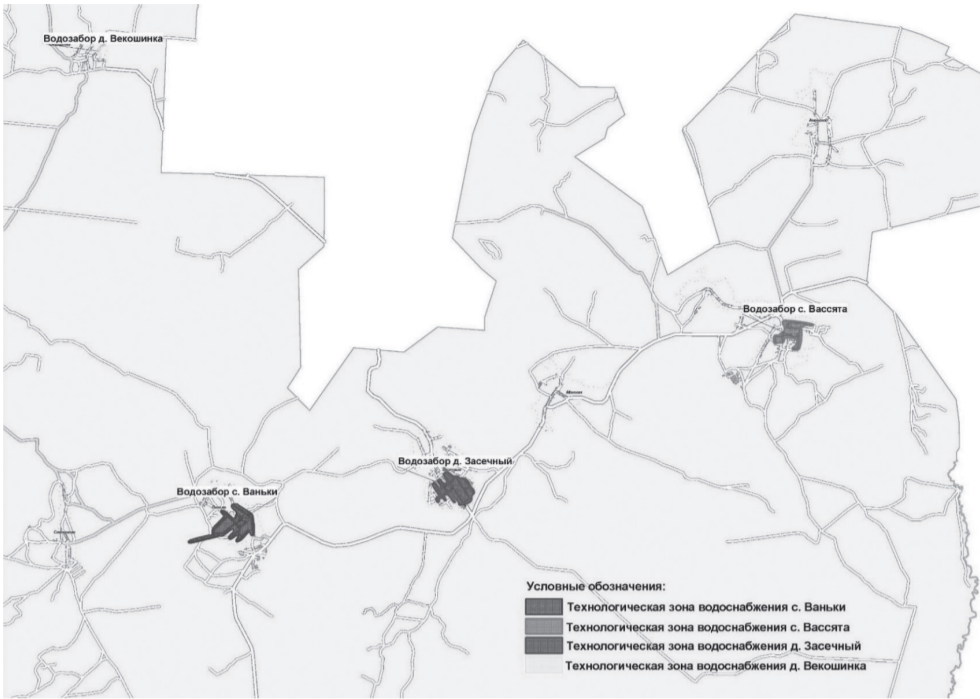 Водозабор д. Векошинка
Водозабор с. Вассята
Водозабор д. Засечный
Водозабор с. Ваньки
Условные обозначения:
Технологическая зона водоснабжения с. Ваньки
Технологическая зона водоснабжения с. Вассята
Технологическая зона водоснабжения д. Засечный
Технологическая зона водоснабжения д. Векошинка